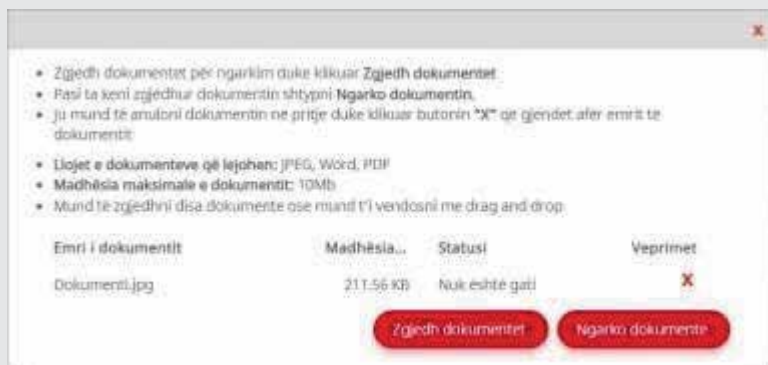 X
• Zgjedh dokumentet për ngarkim duke klikuar Zgjedh dokumentet
• Pasi ta keni zgjedhur dokumentin shtypni Ngarko dokumentin.
• Ju mund të anuloni dokumentin ne pritje duke klikuar butonin "X" qe gjendet afer emrit te
dokumentit
• Llojet e dokumenteve që lejohen: JPEG, Word, PDF
• Madhësia maksimale e dokumentit: 10Mb
• Mund te zgjedhni disa dokumente ose mund t'i vendosni me drag and drop
Emri i dokumentit Madhësia... Statusi Veprimet
Dokumenti.jpg 211.56 KB Nuk eshte gati X
Zgjedh dokumentet Ngarko dokumente